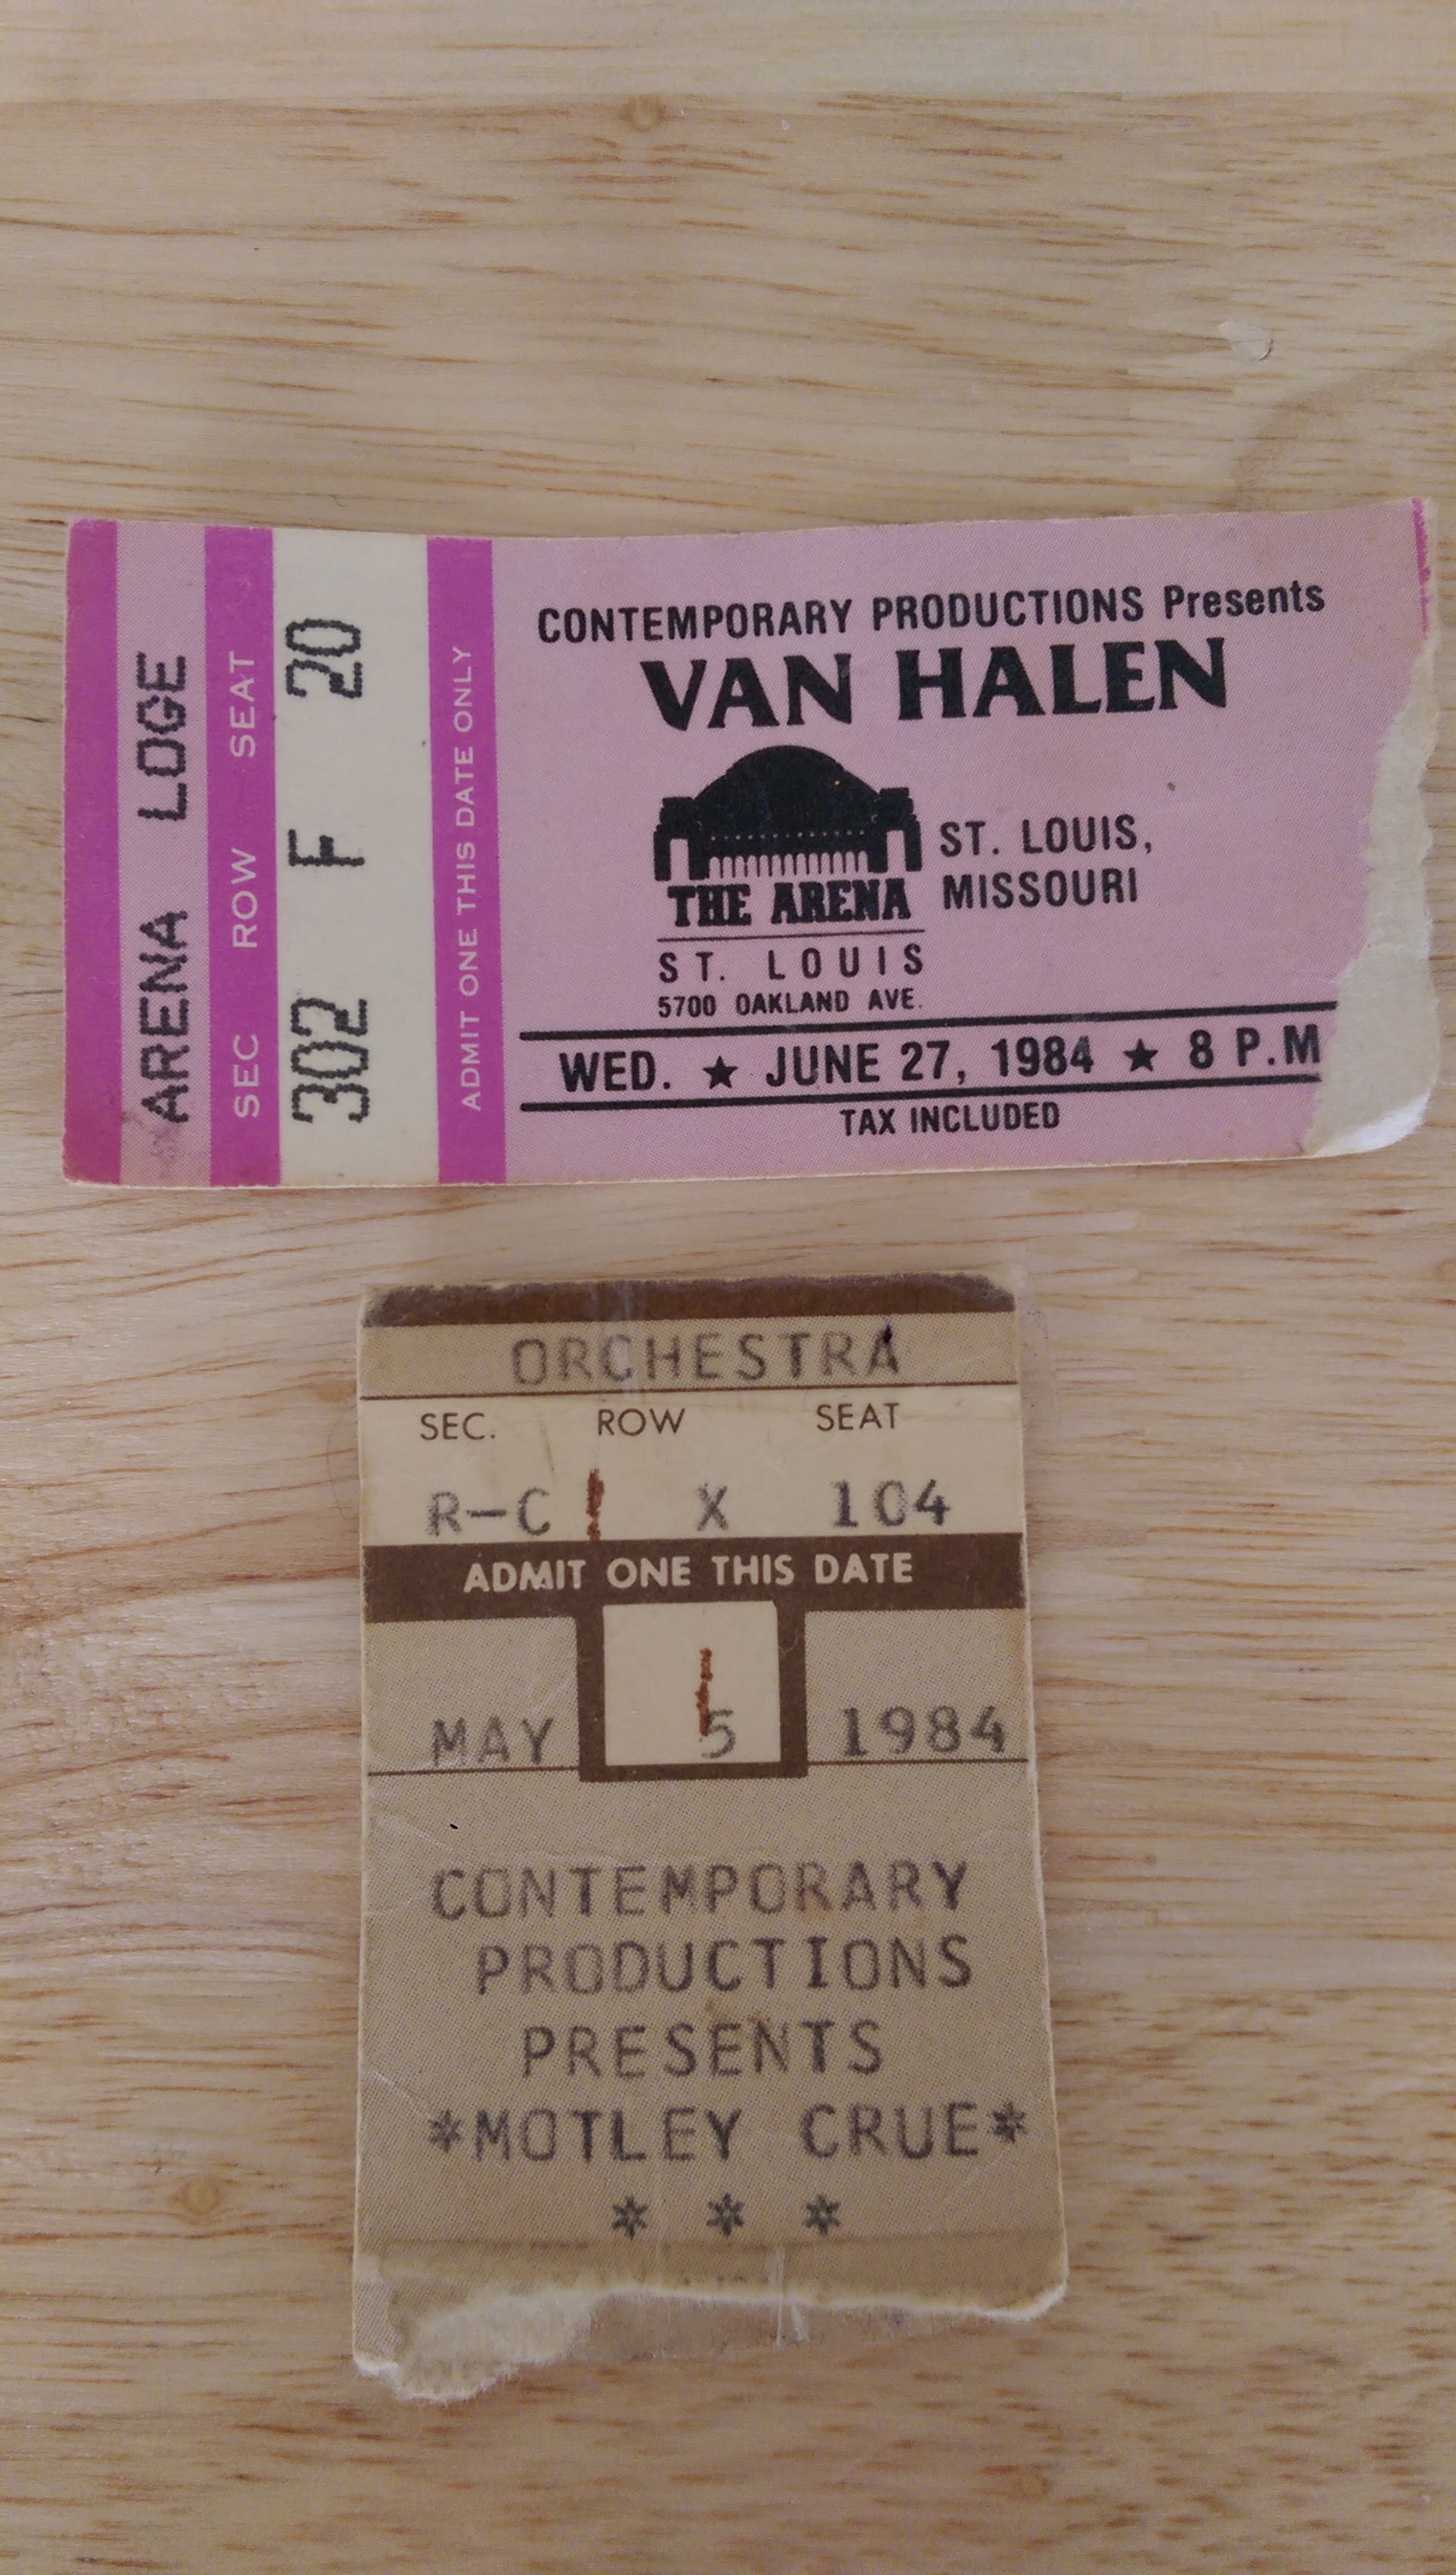 ARENA LOGE
SEC ROW SEAT
302 F 20
ADMIT ONE THIS DATE ONLY
CONTEMPORARY PRODUCTIONS Presents
VAN HALEN
THE ARENA
ST. LOUIS
5700 OAKLAND AVE.
ST. LOUIS,
MISSOURI
WED. ★ JUNE 27, 1984 ★ 8 P.M
TAX INCLUDED
ORCHESTRA
SEC. ROW SEAT
R-C X 104
ADMIT ONE THIS DATE
MAY 5 1984
CONTEMPORARY
PRODUCTIONS
PRESENTS
*MOTLEY CRUE*
* * *